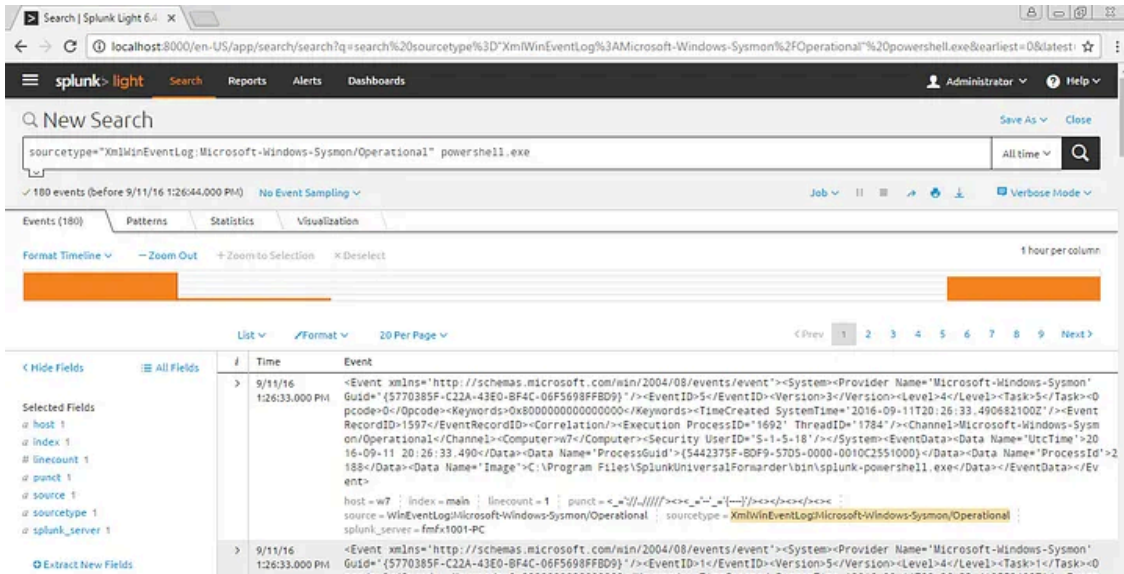 Search | Splunk Light 6.4
localhost:8000/en-US/app/search/search?q=search%20sourcetype%3D"XmlWinEventLog%3AMicrosoft-Windows-Sysmon%2FOperational"%20powershell.exe&earliest=0&latest
splunk>light Search Reports Alerts Dashboards Administrator Help
New Search Save As Close
sourcetype="XmlWinEventLog:Microsoft-Windows-Sysmon/Operational" powershell.exe All time
180 events (before 9/11/16 1:26:44.000 PM) No Event Sampling Job Verbose Mode
Events (180) Patterns Statistics Visualization
Format Timeline — Zoom Out + Zoom to Selection × Deselect 1 hour per column
List Format 20 Per Page < Prev 1 2 3 4 5 6 7 8 9 Next >
< Hide Fields All Fields i Time Event
Selected Fields
a host 1
a index 1
# linecount 1
a punct 1
a source 1
a sourcetype 1
a splunk_server 1
Extract New Fields
> 9/11/16
1:26:33.000 PM
<Event xmlns='http://schemas.microsoft.com/win/2004/08/events/event'><System><Provider Name='Microsoft-Windows-Sysmon'
Guid='{5770385F-C22A-43E0-BF4C-06F5698FFBD9}'/><EventID>5</EventID><Version>3</Version><Level>4</Level><Task>5</Task><O
pcode>0</Opcode><Keywords>0x8000000000000000</Keywords><TimeCreated SystemTime='2016-09-11T20:26:33.490682100Z'/><Event
RecordID>1597</EventRecordID><Correlation/><Execution ProcessID='1692' ThreadID='1784'/><Channel>Microsoft-Windows-Sysm
on/Operational</Channel><Computer>w7</Computer><Security UserID='S-1-5-18'/></System><EventData><Data Name='UtcTime'>20
16-09-11 20:26:33.490</Data><Data Name='ProcessGuid'>{5442375F-BDF9-57D5-0000-0010C2551000}</Data><Data Name='ProcessId'>2
188</Data><Data Name='Image'>C:\Program Files\SplunkUniversalForwarder\bin\splunk-powershell.exe</Data></EventData></Ev
ent>
host = w7 index = main linecount = 1 punct =
source = WinEventLog:Microsoft-Windows-Sysmon/Operational sourcetype = XmlWinEventLog:Microsoft-Windows-Sysmon/Operational
splunk_server = fmfx1001-PC
> 9/11/16
1:26:33.000 PM
<Event xmlns='http://schemas.microsoft.com/win/2004/08/events/event'><System><Provider Name='Microsoft-Windows-Sysmon'
Guid='{5770385F-C22A-43E0-BF4C-06F5698FFBD9}'/><EventID>1</EventID><Version>5</Version><Level>4</Level><Task>1</Task><O